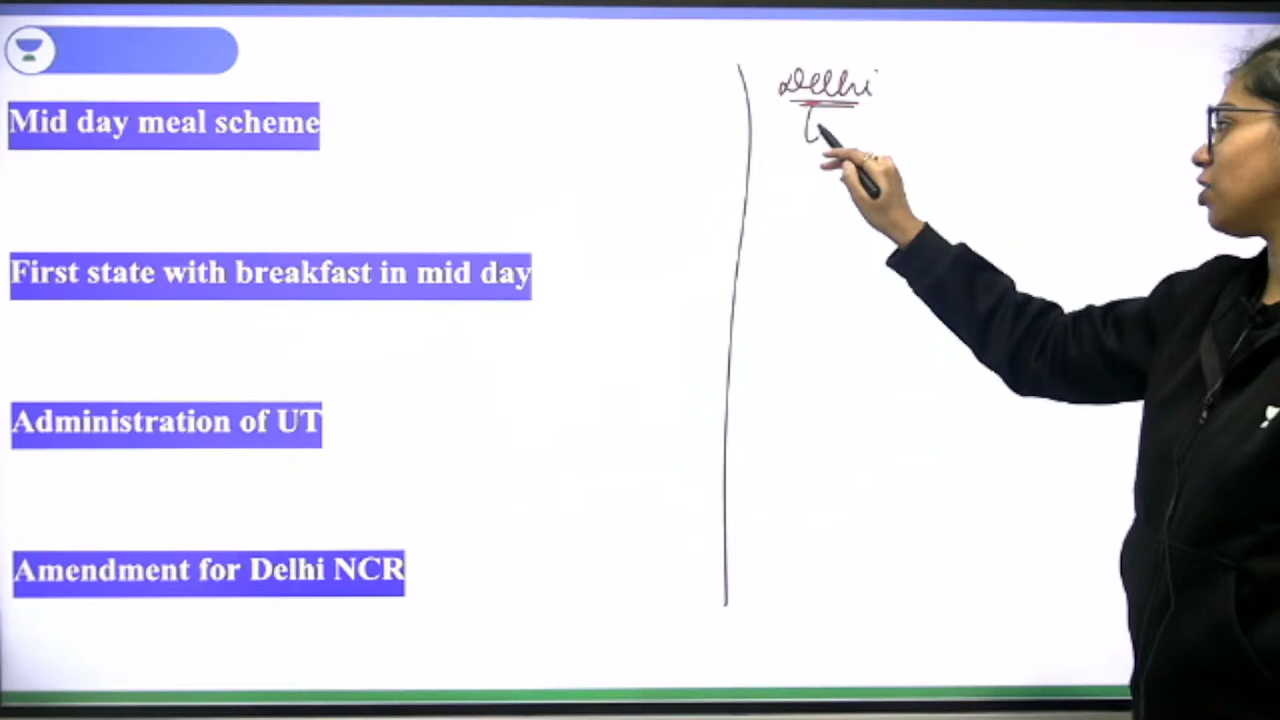 Mid day meal scheme
First state with breakfast in mid day
Administration of UT
Amendment for Delhi NCR
Delhi